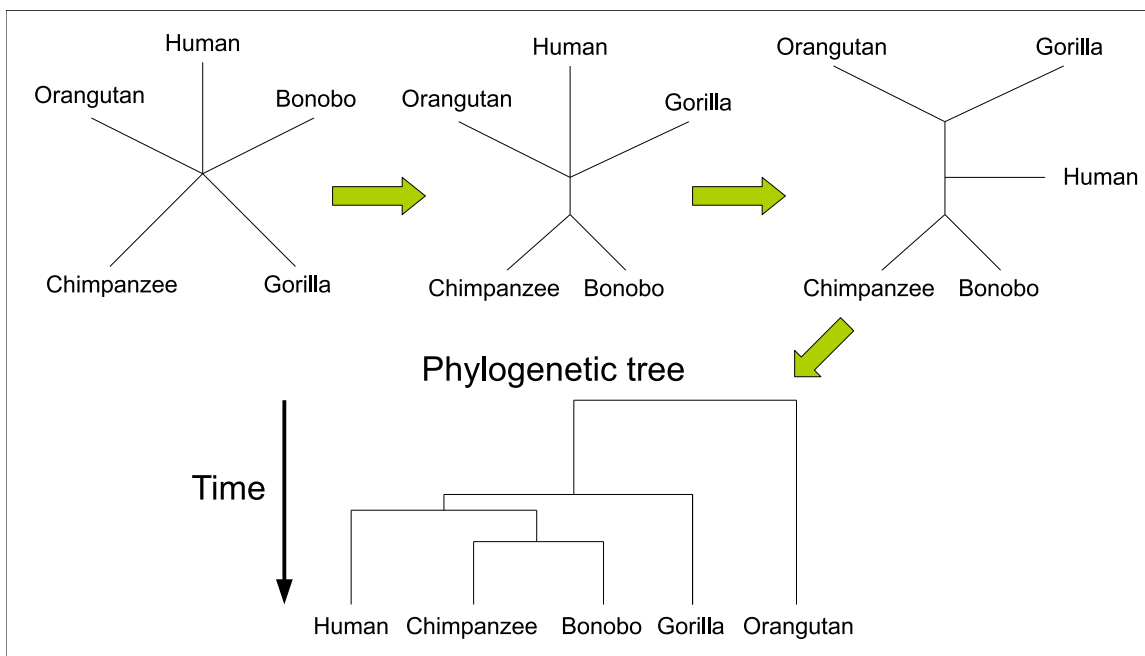 Human
Orangutan
Bonobo
Chimpanzee
Gorilla
Human
Orangutan
Gorilla
Chimpanzee
Bonobo
Orangutan
Gorilla
Human
Chimpanzee
Bonobo
Phylogenetic tree
Time
Human Chimpanzee Bonobo Gorilla Orangutan